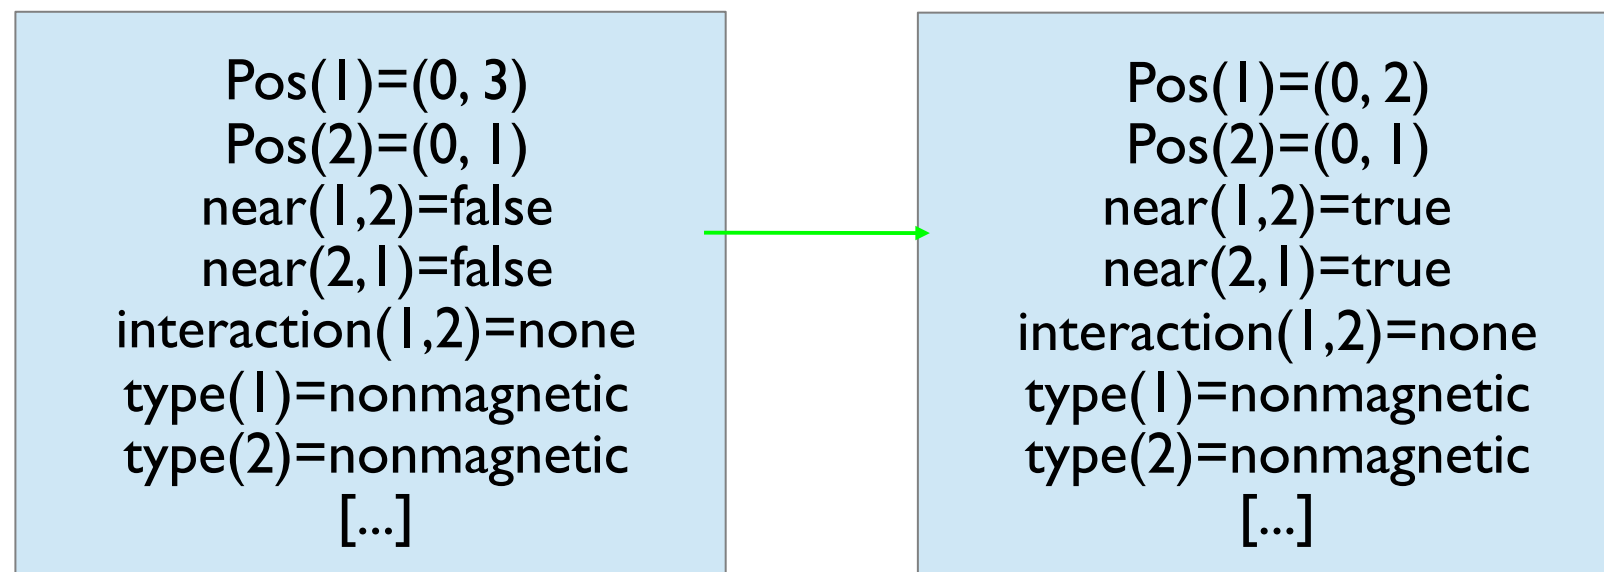 Pos(1)=(0, 3)
Pos(2)=(0, 1)
near(1,2)=false
near(2,1)=false
interaction(1,2)=none
type(1)=nonmagnetic
type(2)=nonmagnetic
[...]
Pos(1)=(0, 2)
Pos(2)=(0, 1)
near(1,2)=true
near(2,1)=true
interaction(1,2)=none
type(1)=nonmagnetic
type(2)=nonmagnetic
[...]